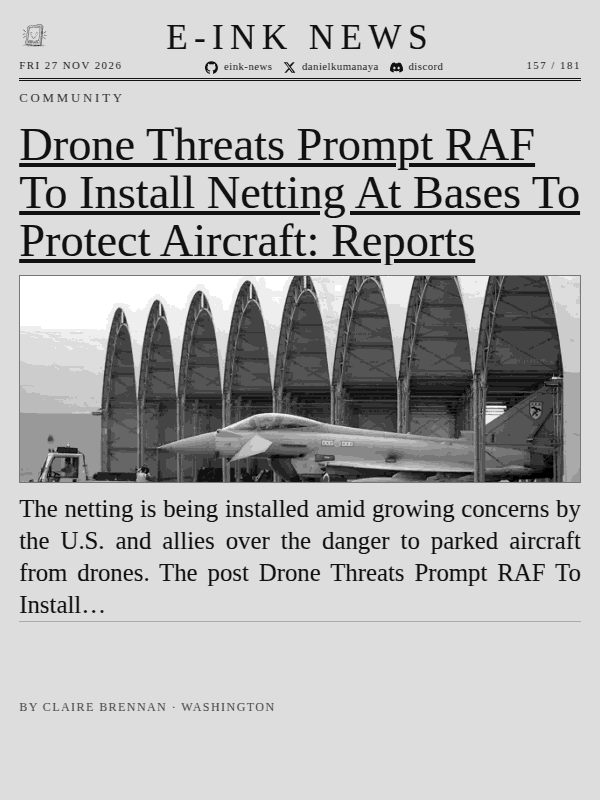 E-INK NEWS
FRI 27 NOV 2026
eink-news
danielkumanaya
discord
157 / 181
COMMUNITY
Drone Threats Prompt RAF
To Install Netting At Bases To
Protect Aircraft: Reports
The netting is being installed amid growing concerns by
the U.S. and allies over the danger to parked aircraft
from drones. The post Drone Threats Prompt RAF To
Install…
BY CLAIRE BRENNAN · WASHINGTON